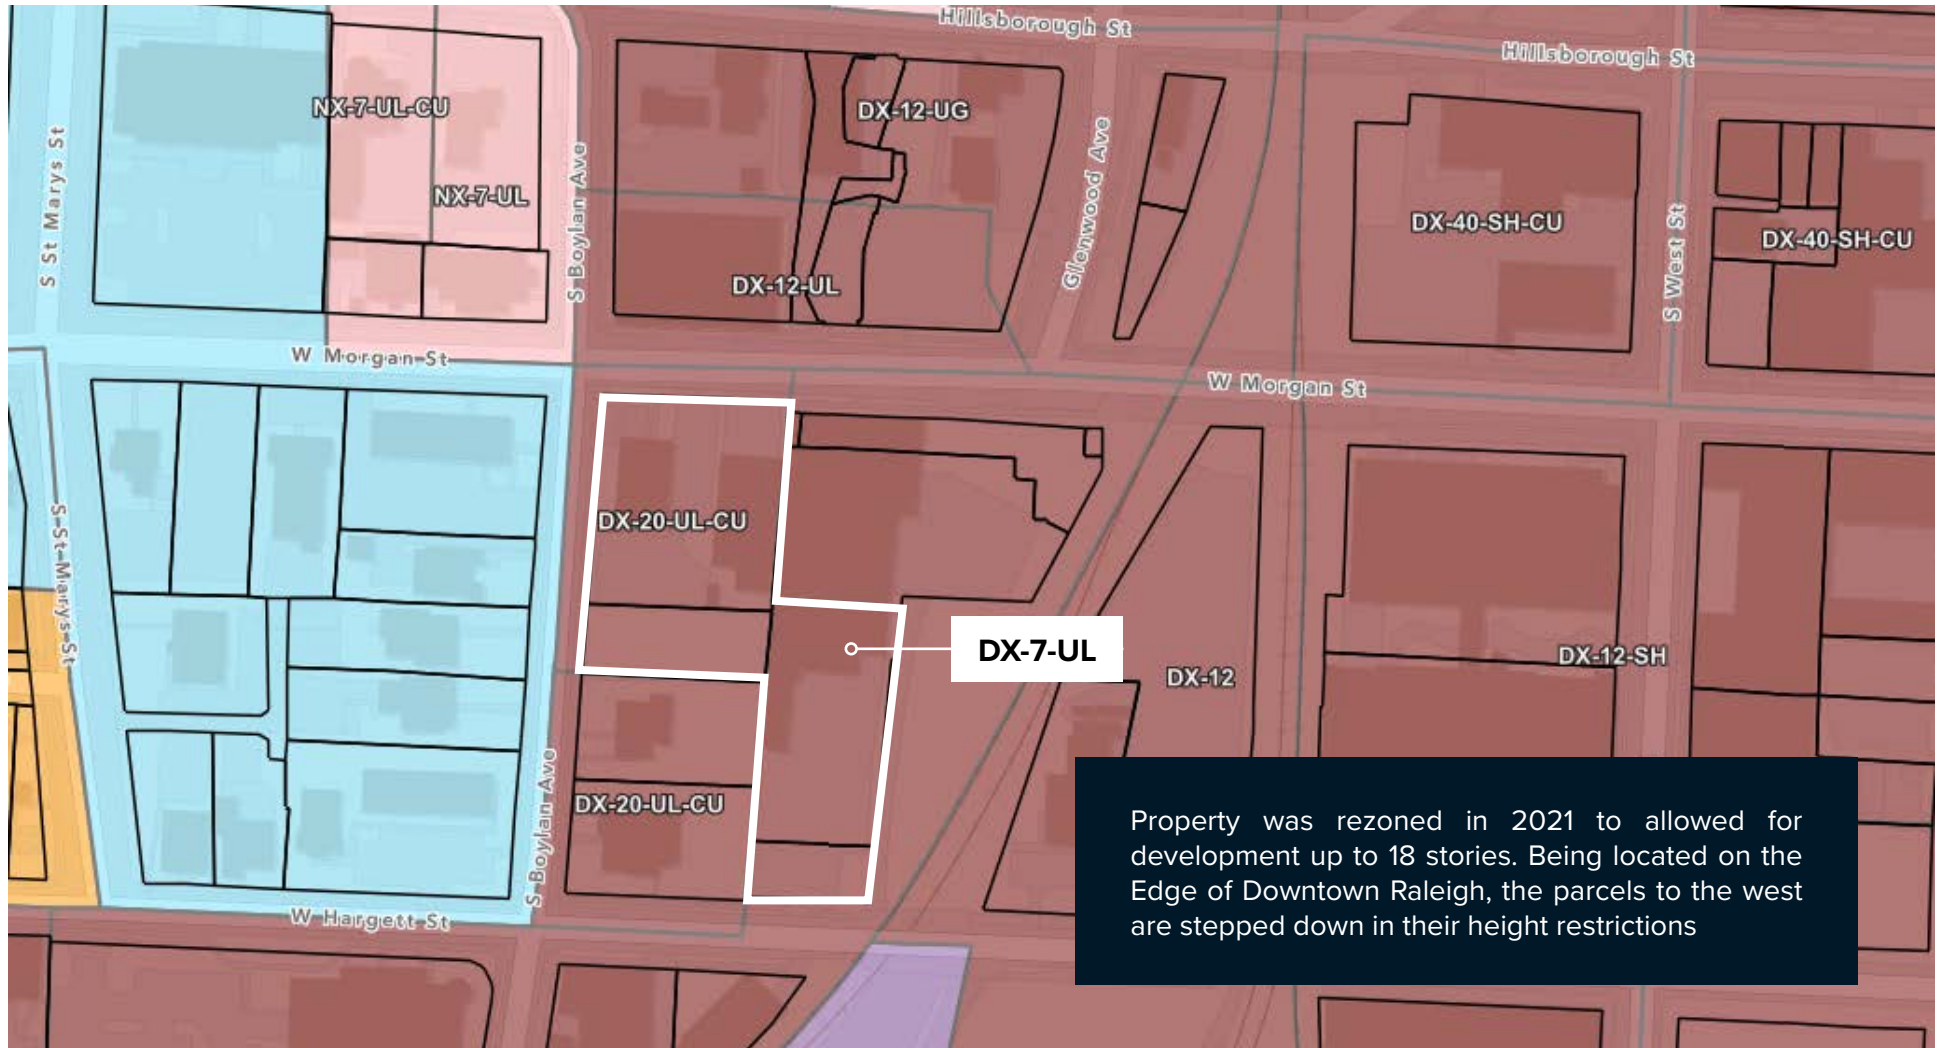 Hillsborough St
Hillsborough St
NX-7-UL-CU
DX-12-UG
S St Marys St
S Boylan Ave
Glenwood Ave
NX-7-UL
DX-40-SH-CU
S West St
DX-40-SH-CU
DX-12-UL
W Morgan St
W Morgan St
DX-20-UL-CU
S St Marys St
DX-7-UL
DX-12
DX-12-SH
DX-20-UL-CU
S Boylan Ave
W Hargett St
Property was rezoned in 2021 to allowed for
development up to 18 stories. Being located on the
Edge of Downtown Raleigh, the parcels to the west
are stepped down in their height restrictions